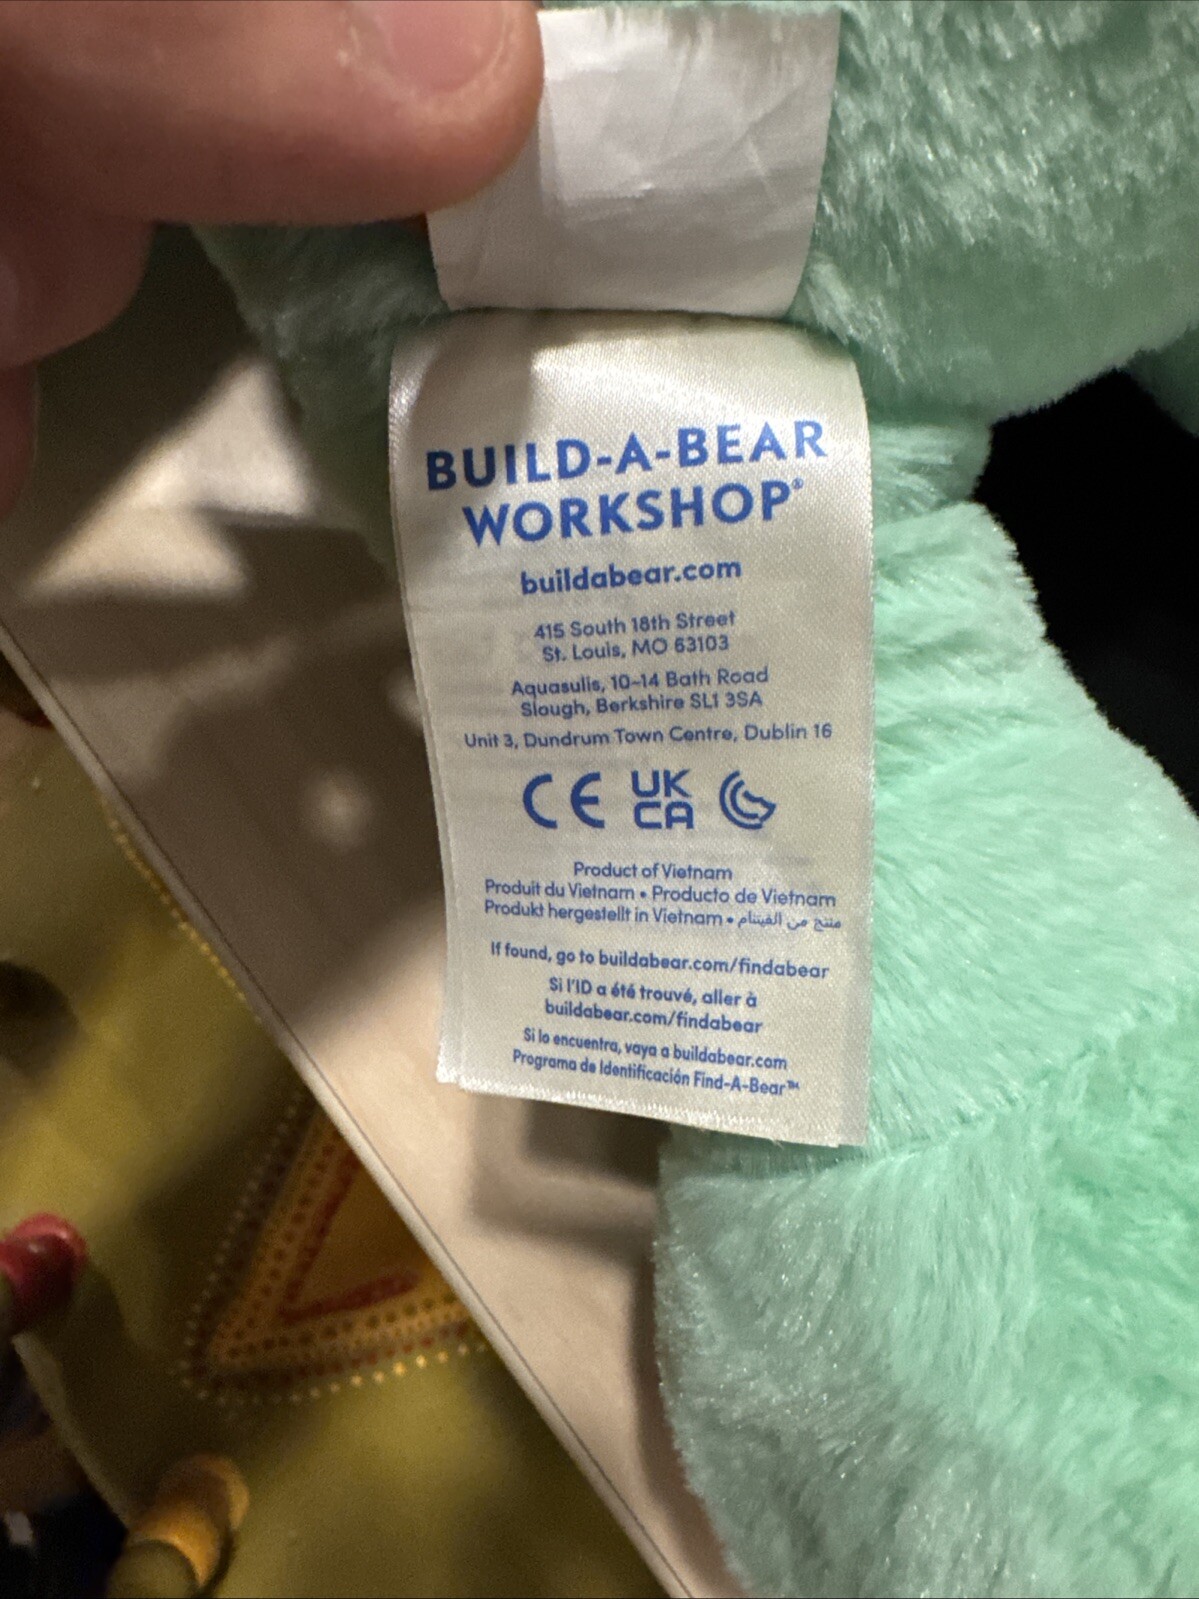 BUILD-A-BEAR
WORKSHOP®
buildabear.com
415 South 18th Street
St. Louis, MO 63103
Aquasulis, 10-14 Bath Road
Slough, Berkshire SL1 3SA
Unit 3, Dundrum Town Centre, Dublin 16
CE UK
CA
Product of Vietnam
Produit du Vietnam • Producto de Vietnam
Produkt hergestellt in Vietnam • منتج من الفيتنام
If found, go to buildabear.com/findabear
Si l'ID a été trouvé, aller à
buildabear.com/findabear
Si lo encuentra, vaya a buildabear.com
Programa de Identificación Find-A-Bear™